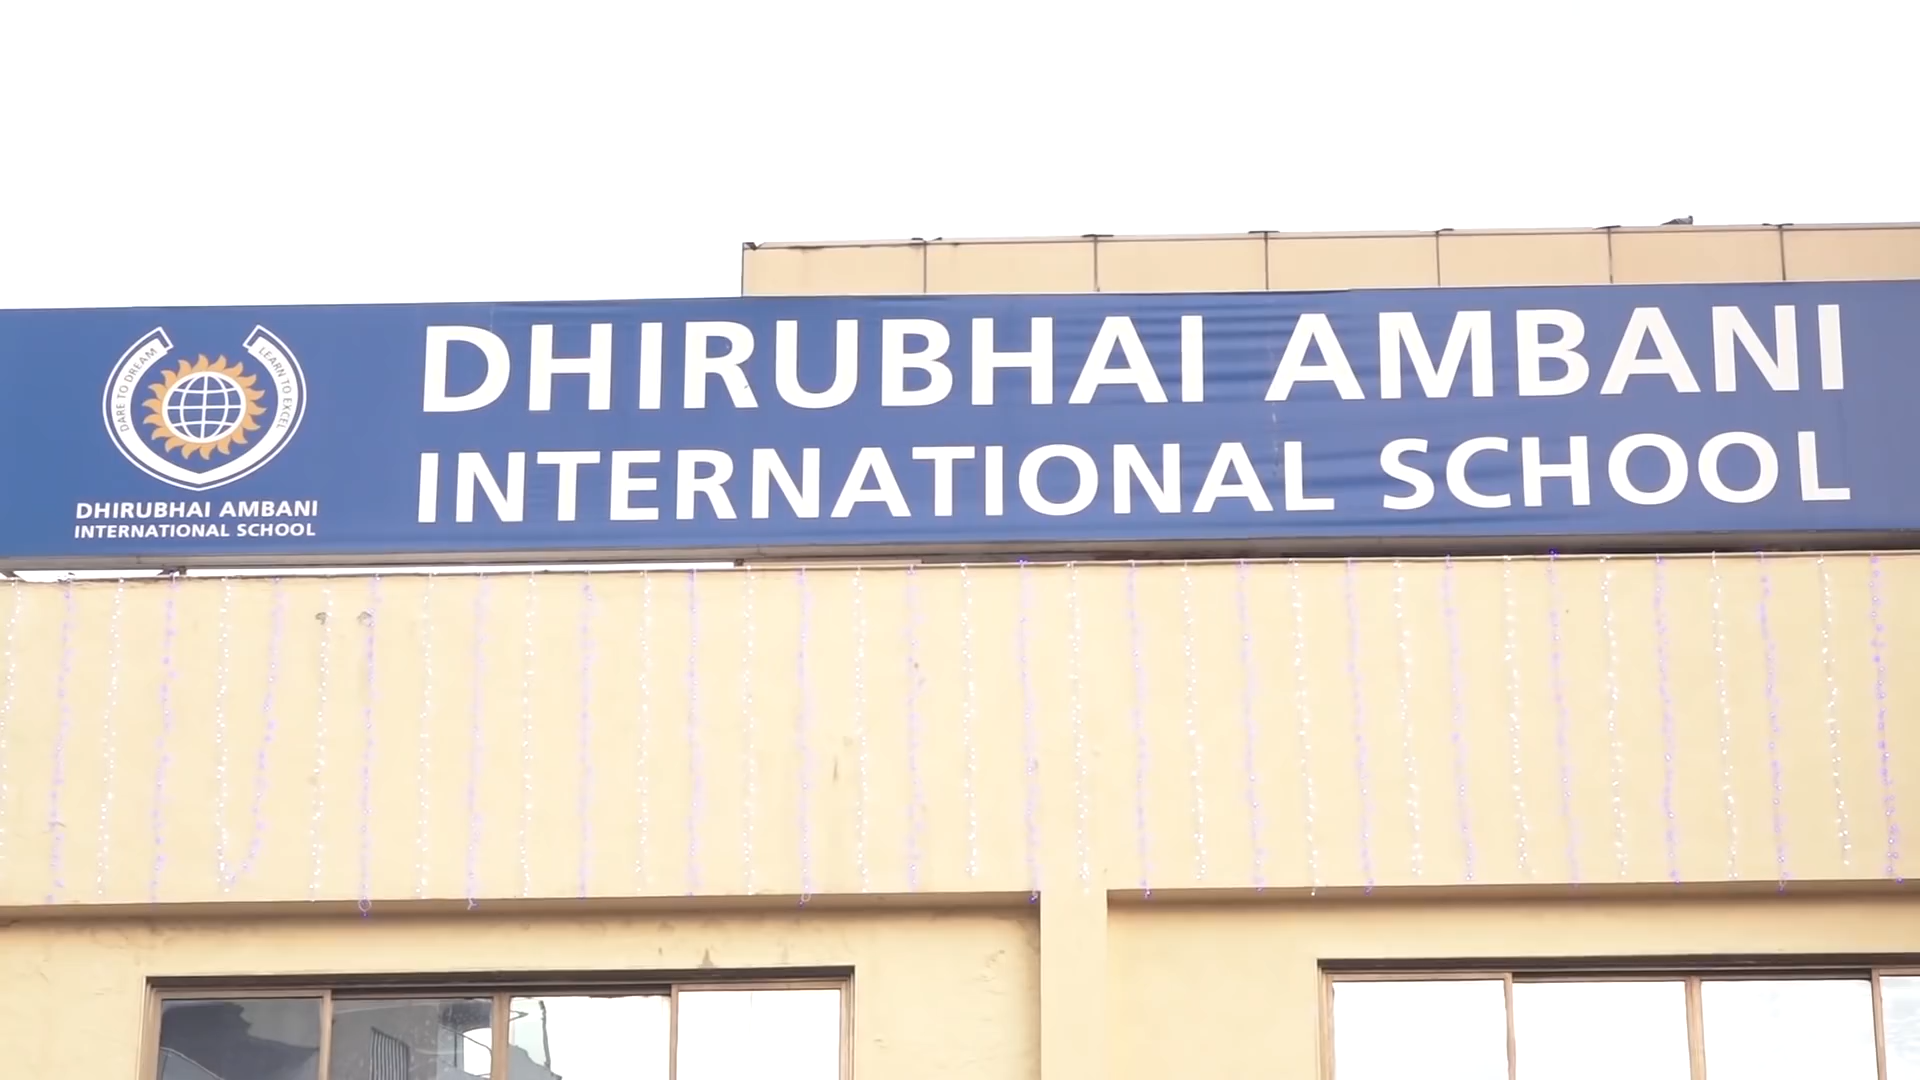 DARE TO DREAM
LEARN TO EXCEL
DHIRUBHAI AMBANI
INTERNATIONAL SCHOOL
DHIRUBHAI AMBANI
INTERNATIONAL SCHOOL